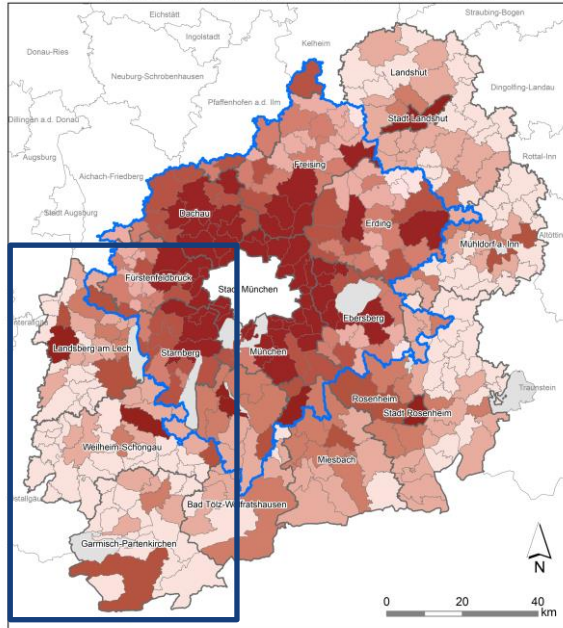 Eichstätt
Straubing-Bogen
Donau-Ries
Ingolstadt
Kelheim
Neuburg-Schrobenhausen
Landshut
Dingolfing-Landau
Pfaffenhofen a.d. Ilm
Dillingen a.d. Donau
Stadt Landshut
Augsburg
Rottal-Inn
Freising
Aichach-Friedberg
Stadt Augsburg
Dachau
Erding
Mühldorf a. Inn
Fürstenfeldbruck
Stadt München
Ebersberg
Landsberg am Lech
Starnberg
München
Traunstein
Rosenheim
Stadt Rosenheim
Weilheim-Schongau
Miesbach
Bad Tölz-Wolfratshausen
Garmisch-Partenkirchen
N
0 20 40
km